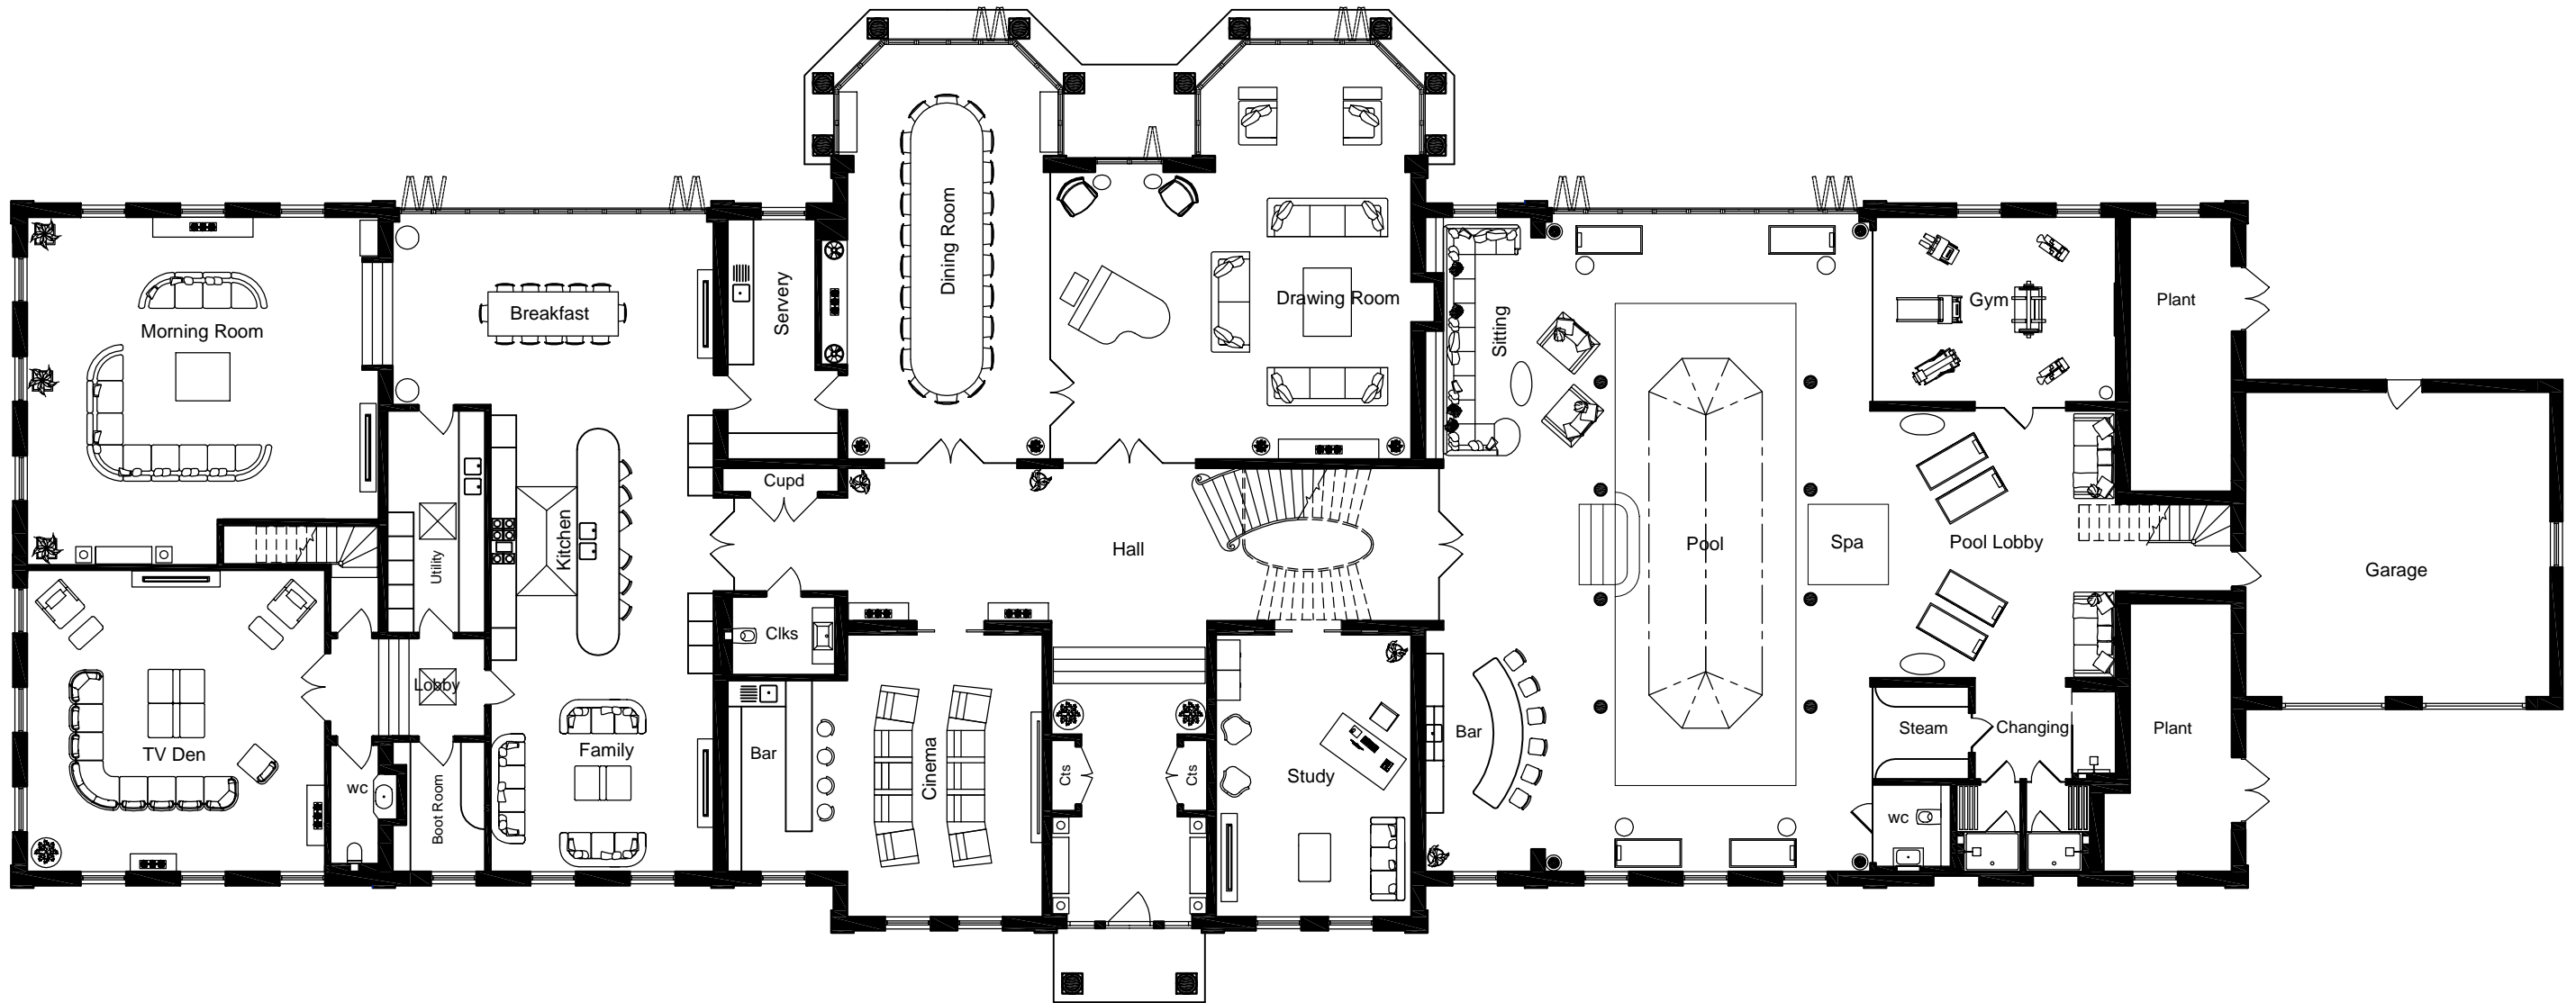 Morning Room
Breakfast
Servery
Dining Room
Drawing Room
Sitting
Gym
Plant
Cupd
Utility
Kitchen
Hall
Pool
Spa
Pool Lobby
Garage
Clks
Lobby
TV Den
wc
Boot Room
Family
Bar
Cinema
Cts
Cts
Study
Bar
Steam
Changing
Plant
wc